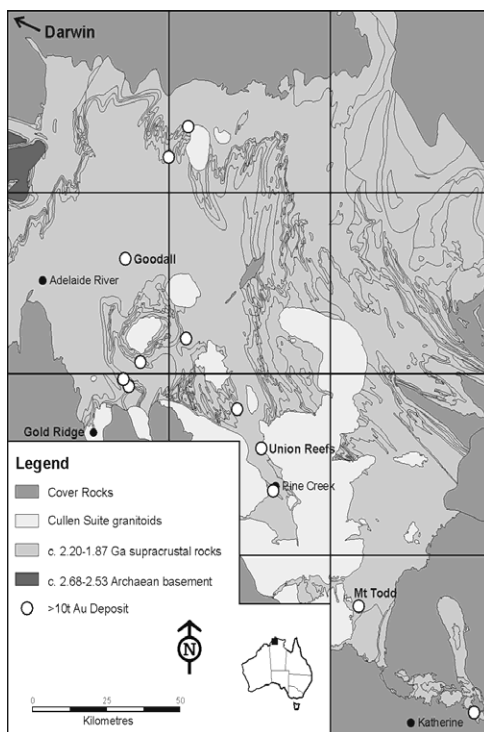 Darwin
Goodall
Adelaide River
Gold Ridge
Union Reefs
Pine Creek
Mt Todd
Katherine
Legend
Cover Rocks
Cullen Suite granitoids
c. 2.20-1.87 Ga supracrustal rocks
c. 2.68-2.53 Archaean basement
>10t Au Deposit
N
0 25 50
Kilometres